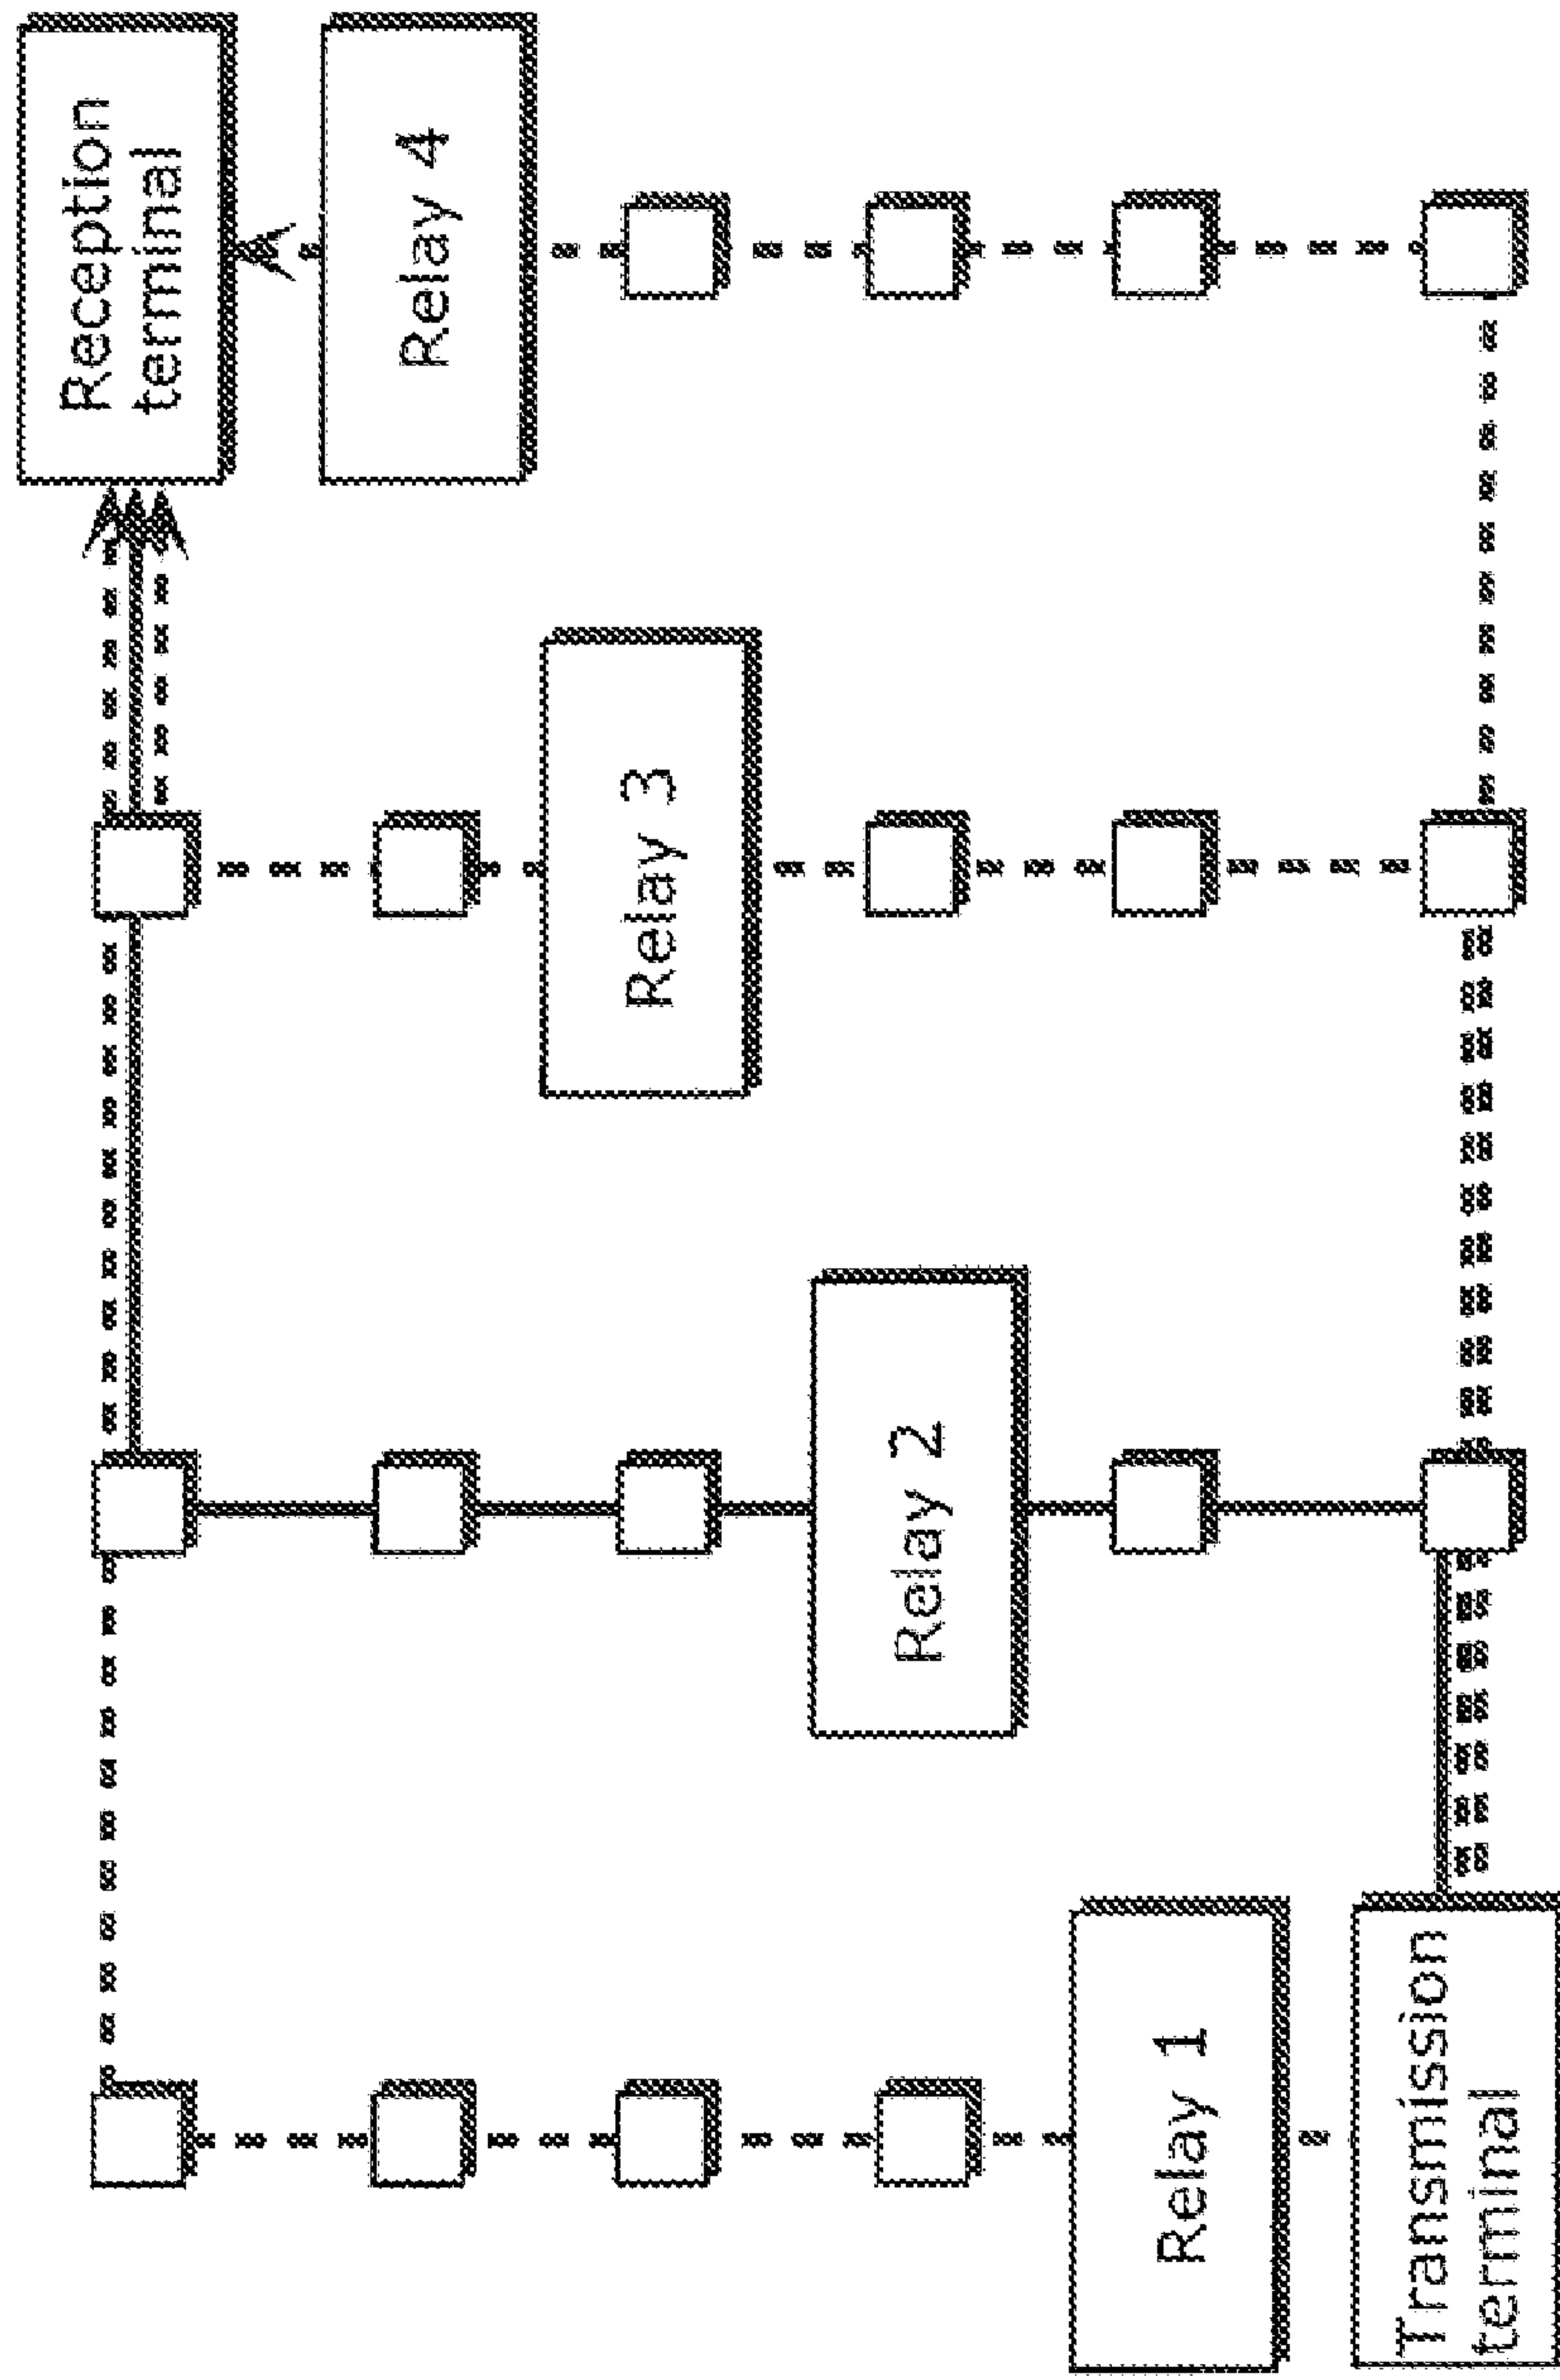 Reception
terminal
Relay 4
Relay 3
Relay 2
Relay 1
Transmission
terminal